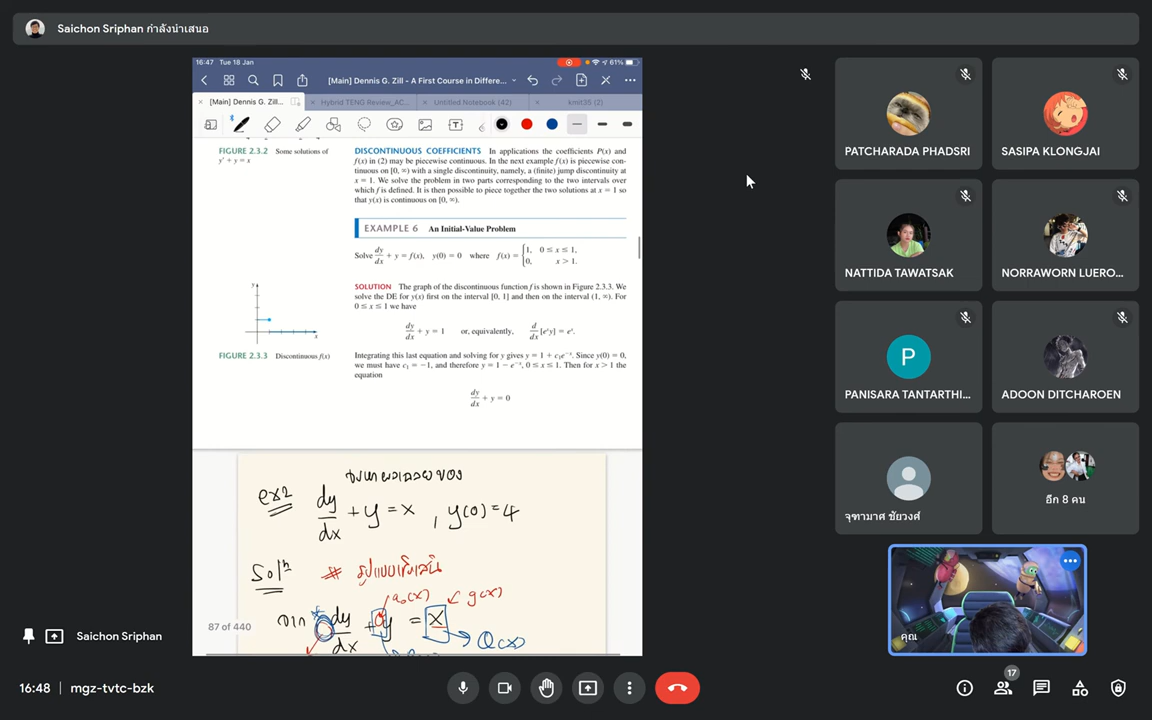 Saichon Sriphan กำลังนำเสนอ
16:47 Tue 18 Jan
61%
[Main] Dennis G. Zill - A First Course in Differe...
[Main] Dennis G. Zill...
Hybrid TENG Review_AC...
Untitled Notebook (42)
kmit35 (2)
FIGURE 2.3.2 Some solutions of
y′ + y = x
DISCONTINUOUS COEFFICIENTS In applications the coefficients P(x) and
f(x) in (2) may be piecewise continuous. In the next example f(x) is piecewise con-
tinuous on [0, ∞) with a single discontinuity, namely, a (finite) jump discontinuity at
x = 1. We solve the problem in two parts corresponding to the two intervals over
which f is defined. It is then possible to piece together the two solutions at x = 1 so
that y(x) is continuous on [0, ∞).
EXAMPLE 6 An Initial-Value Problem
Solve dy/dx + y = f(x), y(0) = 0 where f(x) = {1, 0 ≤ x ≤ 1,
0, x > 1.
SOLUTION The graph of the discontinuous function f is shown in Figure 2.3.3. We
solve the DE for y(x) first on the interval [0, 1] and then on the interval (1, ∞). For
0 ≤ x ≤ 1 we have
dy/dx + y = 1 or, equivalently, d/dx [eˣy] = eˣ.
y
x
FIGURE 2.3.3 Discontinuous f(x)
Integrating this last equation and solving for y gives y = 1 + c₁e⁻ˣ. Since y(0) = 0,
we must have c₁ = −1, and therefore y = 1 − e⁻ˣ, 0 ≤ x ≤ 1. Then for x > 1 the
equation
dy/dx + y = 0
จงหาผลเฉลยของ
ex2 dy/dx + y = x , y(0) = 4
Solⁿ * รูปแบบเชิงเส้น
a₀(x) g(x)
จาก dy/dx + y = x
Q(x)
87 of 440
PATCHARADA PHADSRI
SASIPA KLONGJAI
NATTIDA TAWATSAK
NORRAWORN LUERO...
P
PANISARA TANTARTHI...
ADOON DITCHAROEN
จุฑามาศ ชัยวงศ์
อีก 8 คน
คุณ
Saichon Sriphan
16:48 | mgz-tvtc-bzk
17